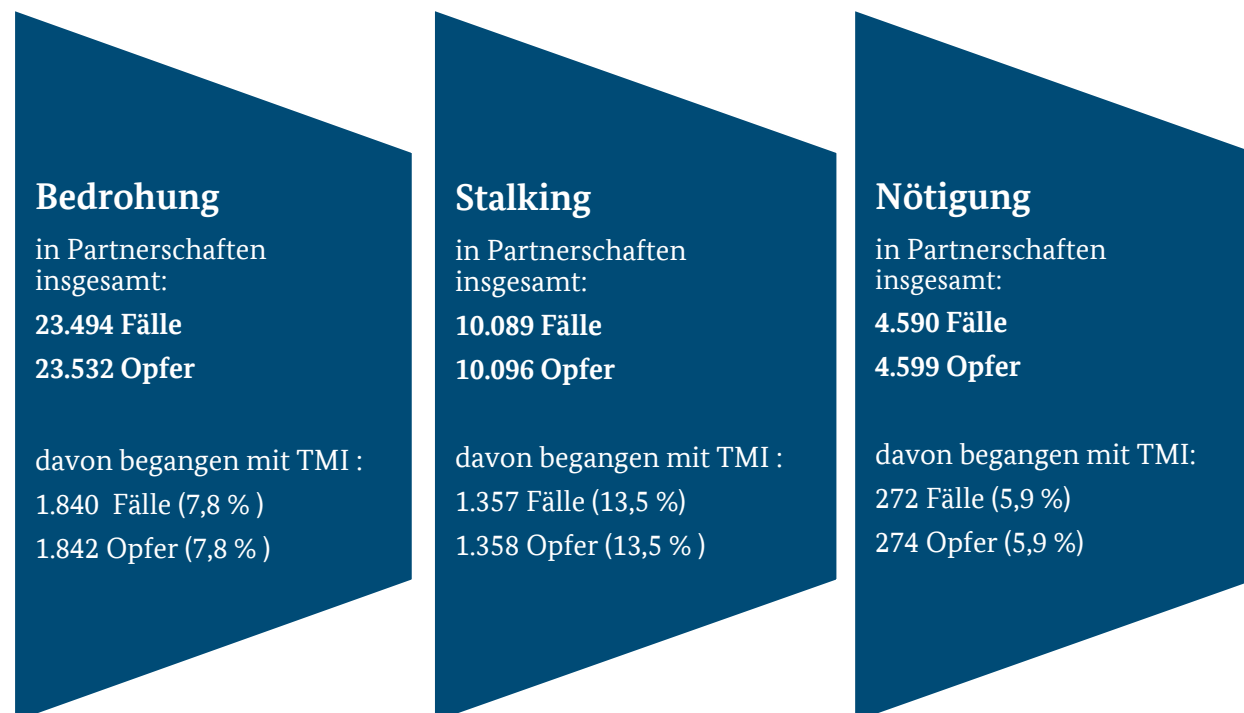 Bedrohung
in Partnerschaften
insgesamt:
23.494 Fälle
23.532 Opfer
davon begangen mit TMI :
1.840  Fälle (7,8 % )
1.842 Opfer (7,8 % )
Stalking
in Partnerschaften
insgesamt:
10.089 Fälle
10.096 Opfer
davon begangen mit TMI :
1.357 Fälle (13,5 %)
1.358 Opfer (13,5 % )
Nötigung
in Partnerschaften
insgesamt:
4.590 Fälle
4.599 Opfer
davon begangen mit TMI:
272 Fälle (5,9 %)
274 Opfer (5,9 %)